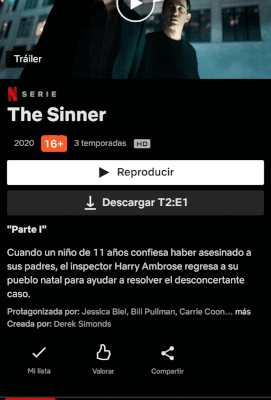 Tráiler
N SERIE
The Sinner
2020 16+ 3 temporadas HD
Reproducir
Descargar T2:E1
"Parte I"
Cuando un niño de 11 años confiesa haber asesinado a
sus padres, el inspector Harry Ambrose regresa a su
pueblo natal para ayudar a resolver el desconcertante
caso.
Protagonizada por: Jessica Biel, Bill Pullman, Carrie Coon... más
Creada por: Derek Simonds
Mi lista Valorar Compartir